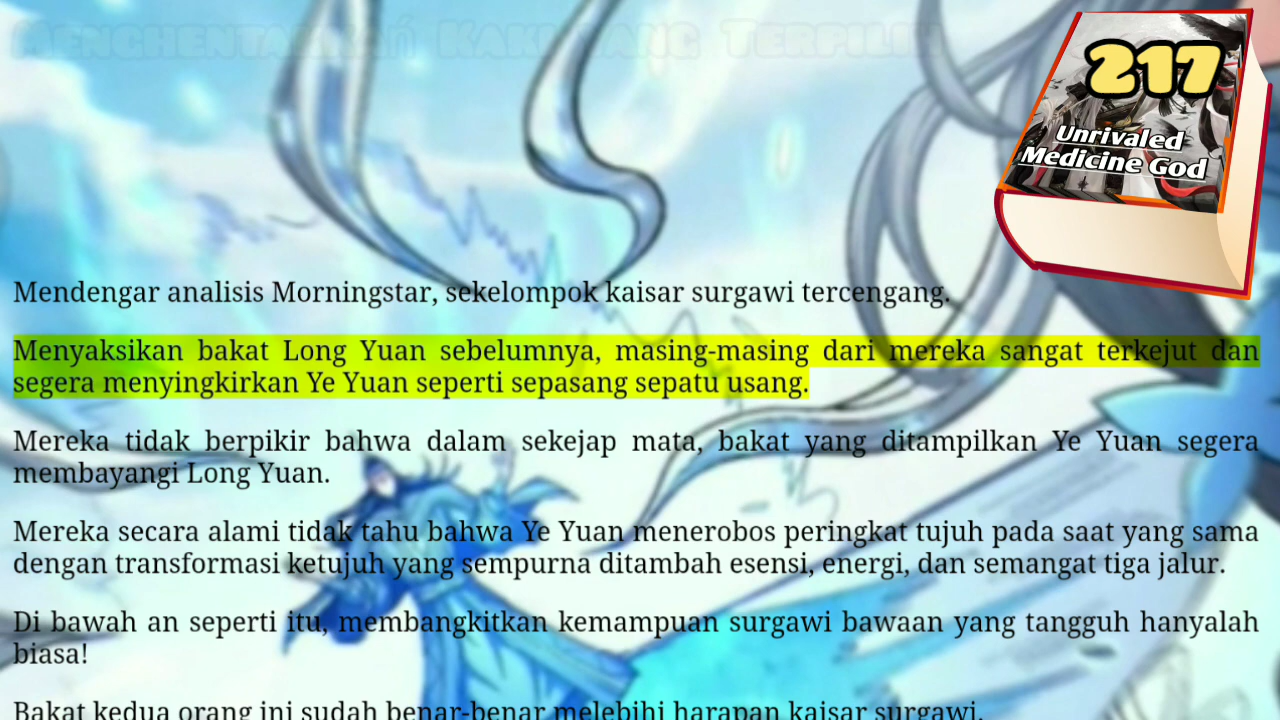 217
Unrivaled
Medicine God
Mendengar analisis Morningstar, sekelompok kaisar surgawi tercengang.
Menyaksikan bakat Long Yuan sebelumnya, masing-masing dari mereka sangat terkejut dan
segera menyingkirkan Ye Yuan seperti sepasang sepatu usang.
Mereka tidak berpikir bahwa dalam sekejap mata, bakat yang ditampilkan Ye Yuan segera
membayangi Long Yuan.
Mereka secara alami tidak tahu bahwa Ye Yuan menerobos peringkat tujuh pada saat yang sama
dengan transformasi ketujuh yang sempurna ditambah esensi, energi, dan semangat tiga jalur.
Di bawah an seperti itu, membangkitkan kemampuan surgawi bawaan yang tangguh hanyalah
biasa!
Bakat kedua orang ini sudah benar-benar melebihi harapan kaisar surgawi.